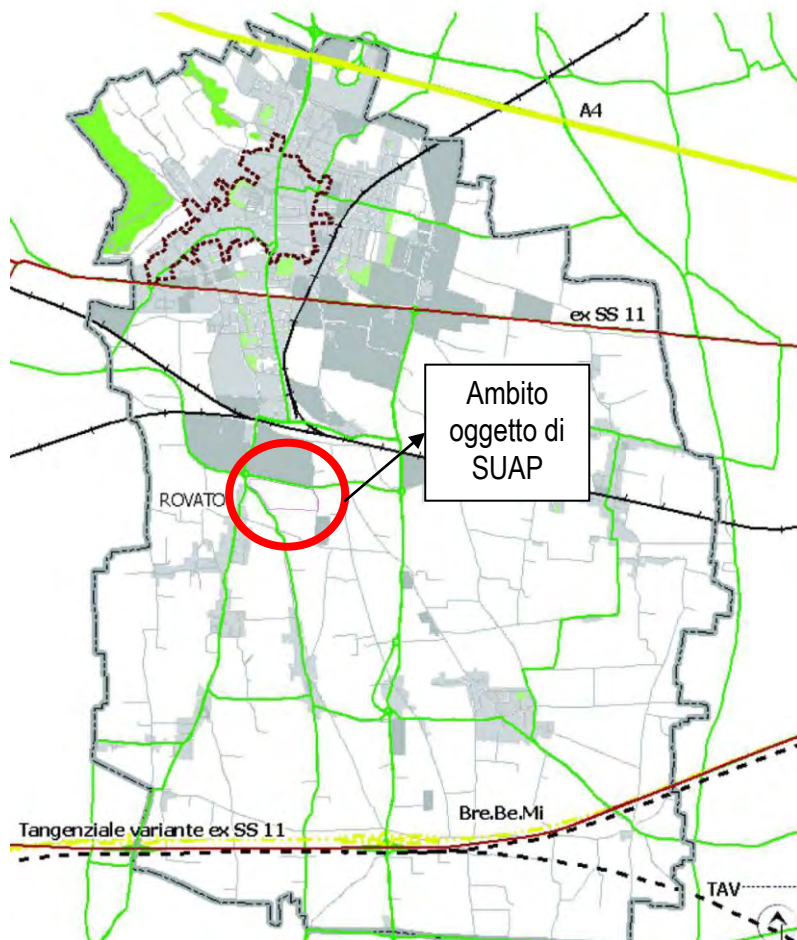 A4
ex SS 11
Ambito
oggetto di
SUAP
ROVATO
Bre.Be.Mi
Tangenziale variante ex SS 11
TAV